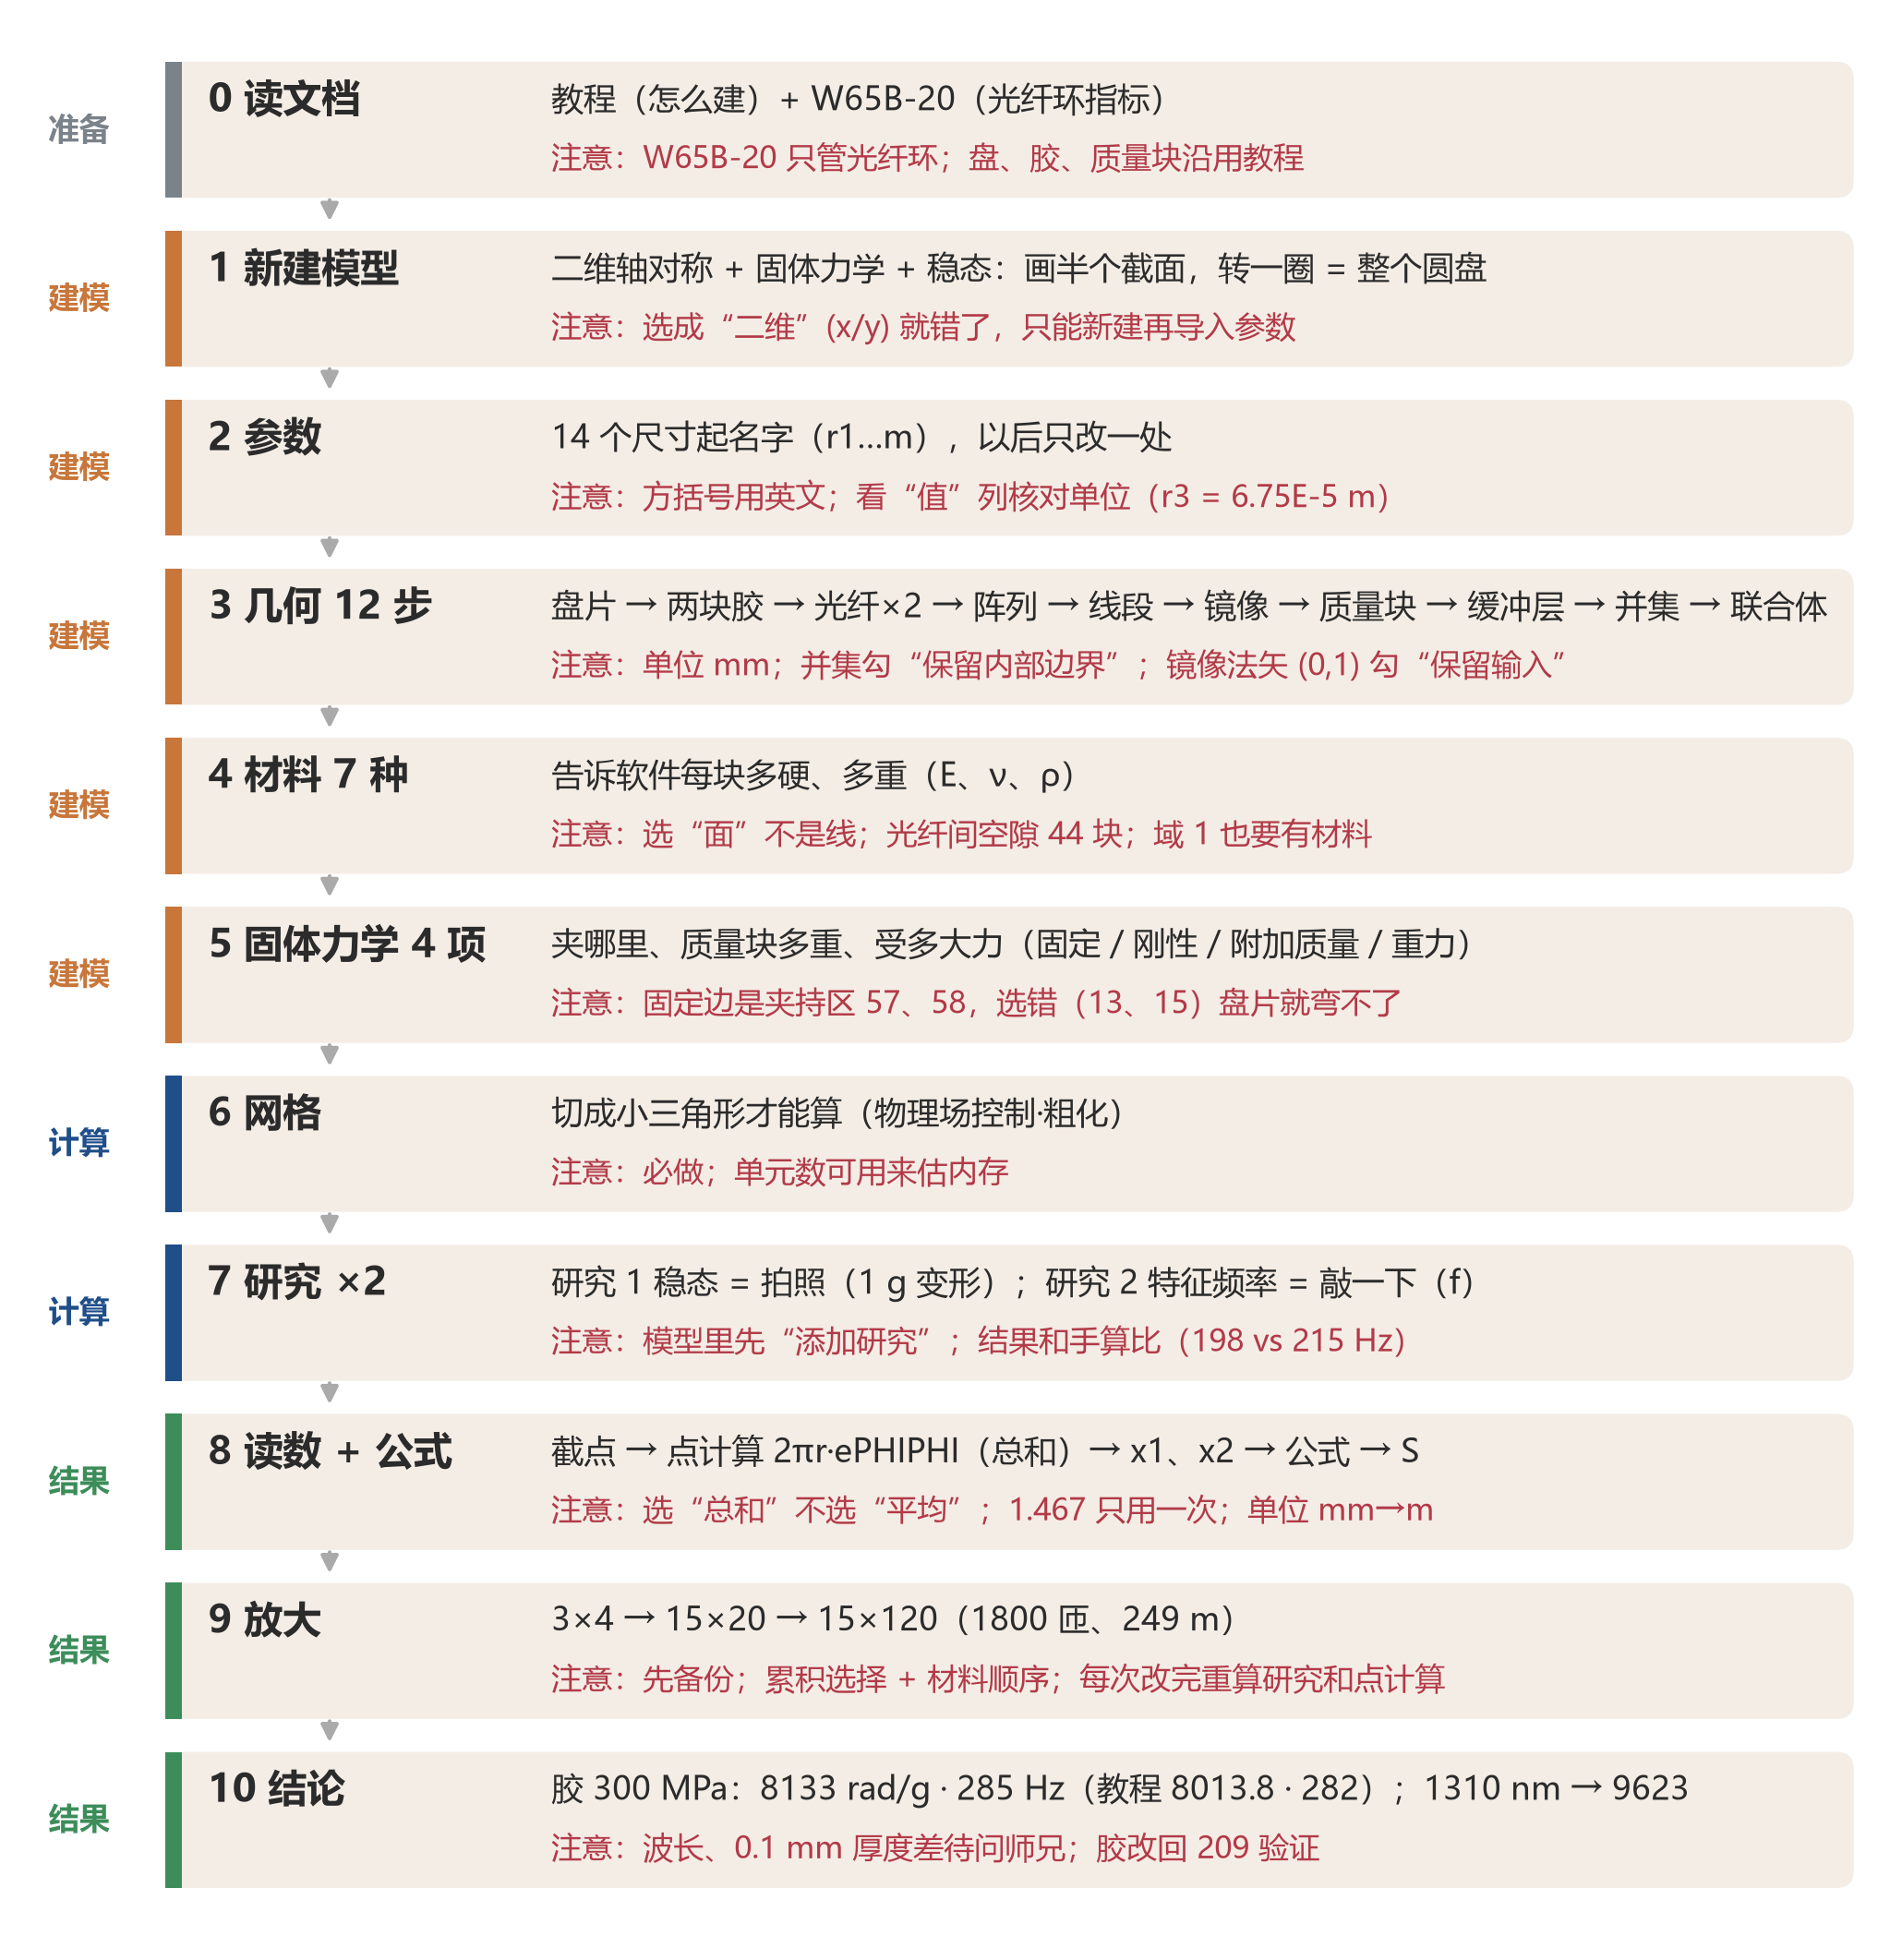 准备
0 读文档
教程（怎么建）+ W65B-20（光纤环指标）
注意：W65B-20 只管光纤环；盘、胶、质量块沿用教程
建模
1 新建模型
二维轴对称 + 固体力学 + 稳态：画半个截面，转一圈 = 整个圆盘
注意：选成“二维”(x/y) 就错了，只能新建再导入参数
建模
2 参数
14 个尺寸起名字（r1…m），以后只改一处
注意：方括号用英文；看“值”列核对单位（r3 = 6.75E-5 m）
建模
3 几何 12 步
盘片 → 两块胶 → 光纤×2 → 阵列 → 线段 → 镜像 → 质量块 → 缓冲层 → 并集 → 联合体
注意：单位 mm；并集勾“保留内部边界”；镜像法矢 (0,1) 勾“保留输入”
建模
4 材料 7 种
告诉软件每块多硬、多重（E、ν、ρ）
注意：选“面”不是线；光纤间空隙 44 块；域 1 也要有材料
建模
5 固体力学 4 项
夹哪里、质量块多重、受多大力（固定 / 刚性 / 附加质量 / 重力）
注意：固定边是夹持区 57、58，选错（13、15）盘片就弯不了
计算
6 网格
切成小三角形才能算（物理场控制·粗化）
注意：必做；单元数可用来估内存
计算
7 研究 ×2
研究 1 稳态 = 拍照（1 g 变形）；研究 2 特征频率 = 敲一下（f）
注意：模型里先“添加研究”；结果和手算比（198 vs 215 Hz）
结果
8 读数 + 公式
截点 → 点计算 2πr·ePHIPHI（总和）→ x1、x2 → 公式 → S
注意：选“总和”不选“平均”；1.467 只用一次；单位 mm→m
结果
9 放大
3×4 → 15×20 → 15×120（1800 匝、249 m）
注意：先备份；累积选择 + 材料顺序；每次改完重算研究和点计算
结果
10 结论
胶 300 MPa：8133 rad/g · 285 Hz（教程 8013.8 · 282）；1310 nm → 9623
注意：波长、0.1 mm 厚度差待问师兄；胶改回 209 验证